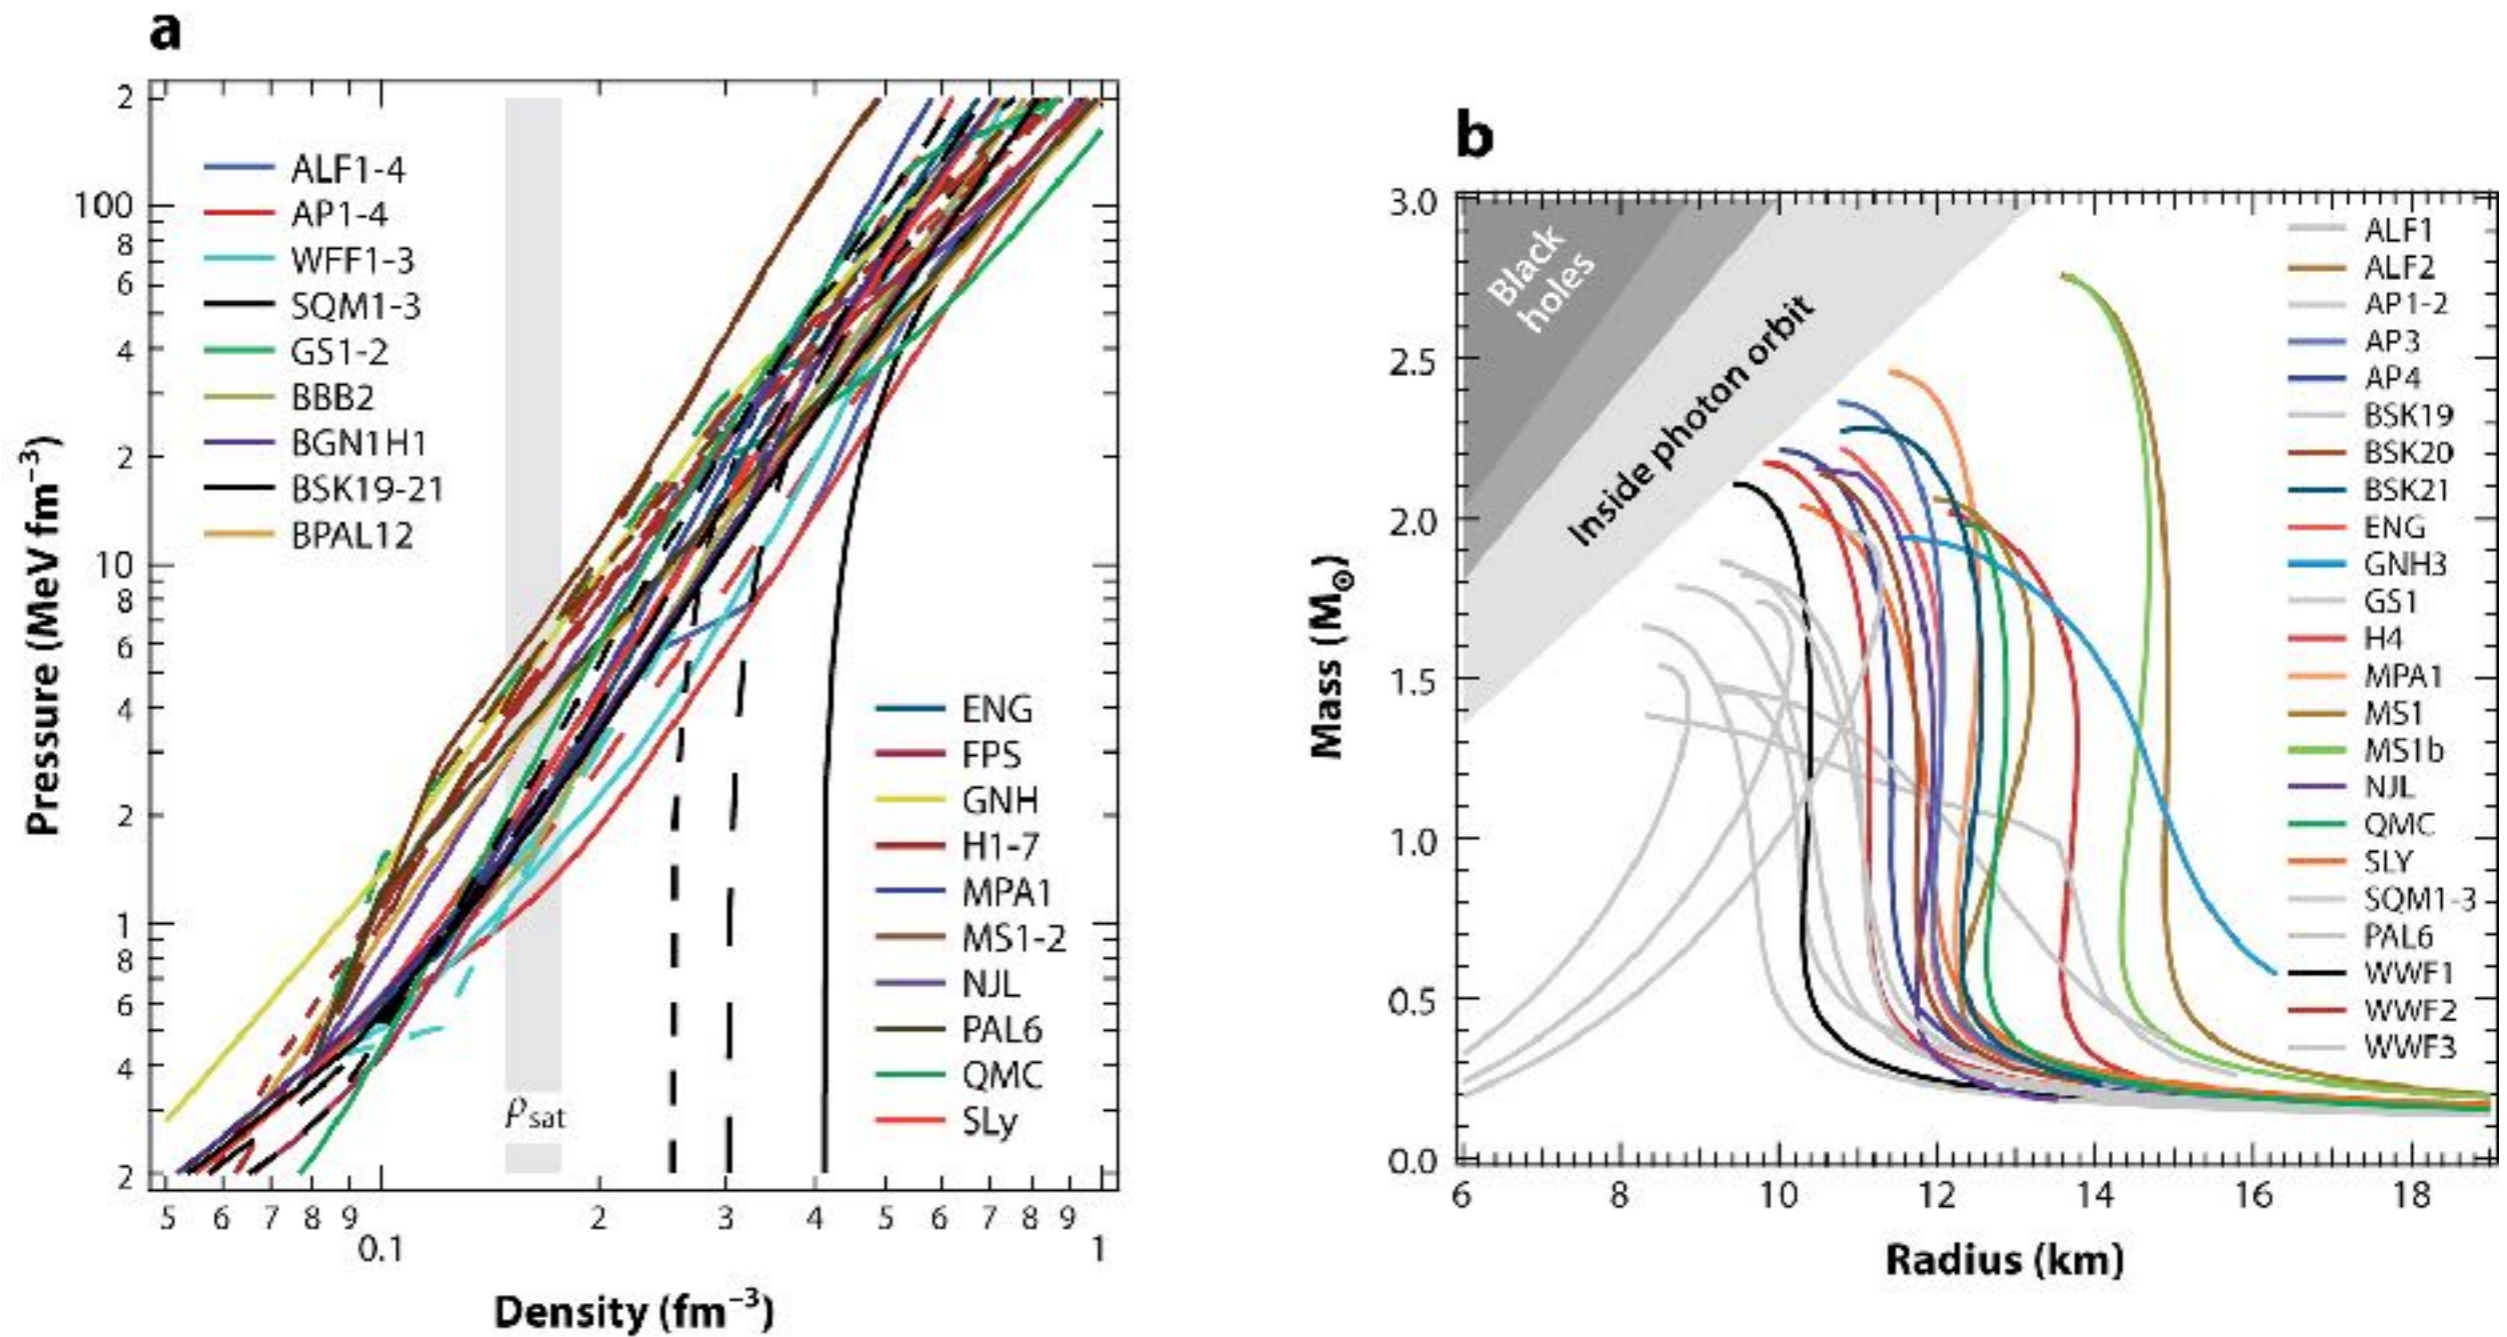 a
2
100
8
6
4
2
10
8
6
4
2
1
8
6
4
2
Pressure (MeV fm⁻³)
ALF1-4
AP1-4
WFF1-3
SQM1-3
GS1-2
BBB2
BGN1H1
BSK19-21
BPAL12
ρsat
ENG
FPS
GNH
H1-7
MPA1
MS1-2
NJL
PAL6
QMC
SLy
5 6 7 8 9 2 3 4 5 6 7 8 9
0.1 1
Density (fm⁻³)
b
3.0
2.5
2.0
1.5
1.0
0.5
0.0
Mass (M⊙)
Black
holes
Inside photon orbit
ALF1
ALF2
AP1-2
AP3
AP4
BSK19
BSK20
BSK21
ENG
GNH3
GS1
H4
MPA1
MS1
MS1b
NJL
QMC
SLY
SQM1-3
PAL6
WWF1
WWF2
WWF3
6 8 10 12 14 16 18
Radius (km)